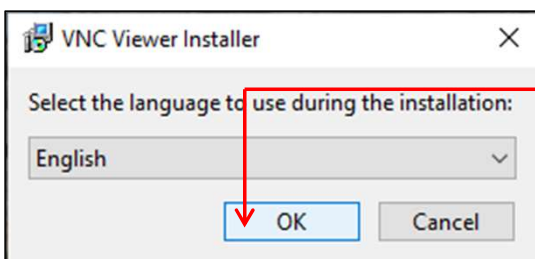 VNC Viewer Installer
Select the language to use during the installation:
English
OK Cancel